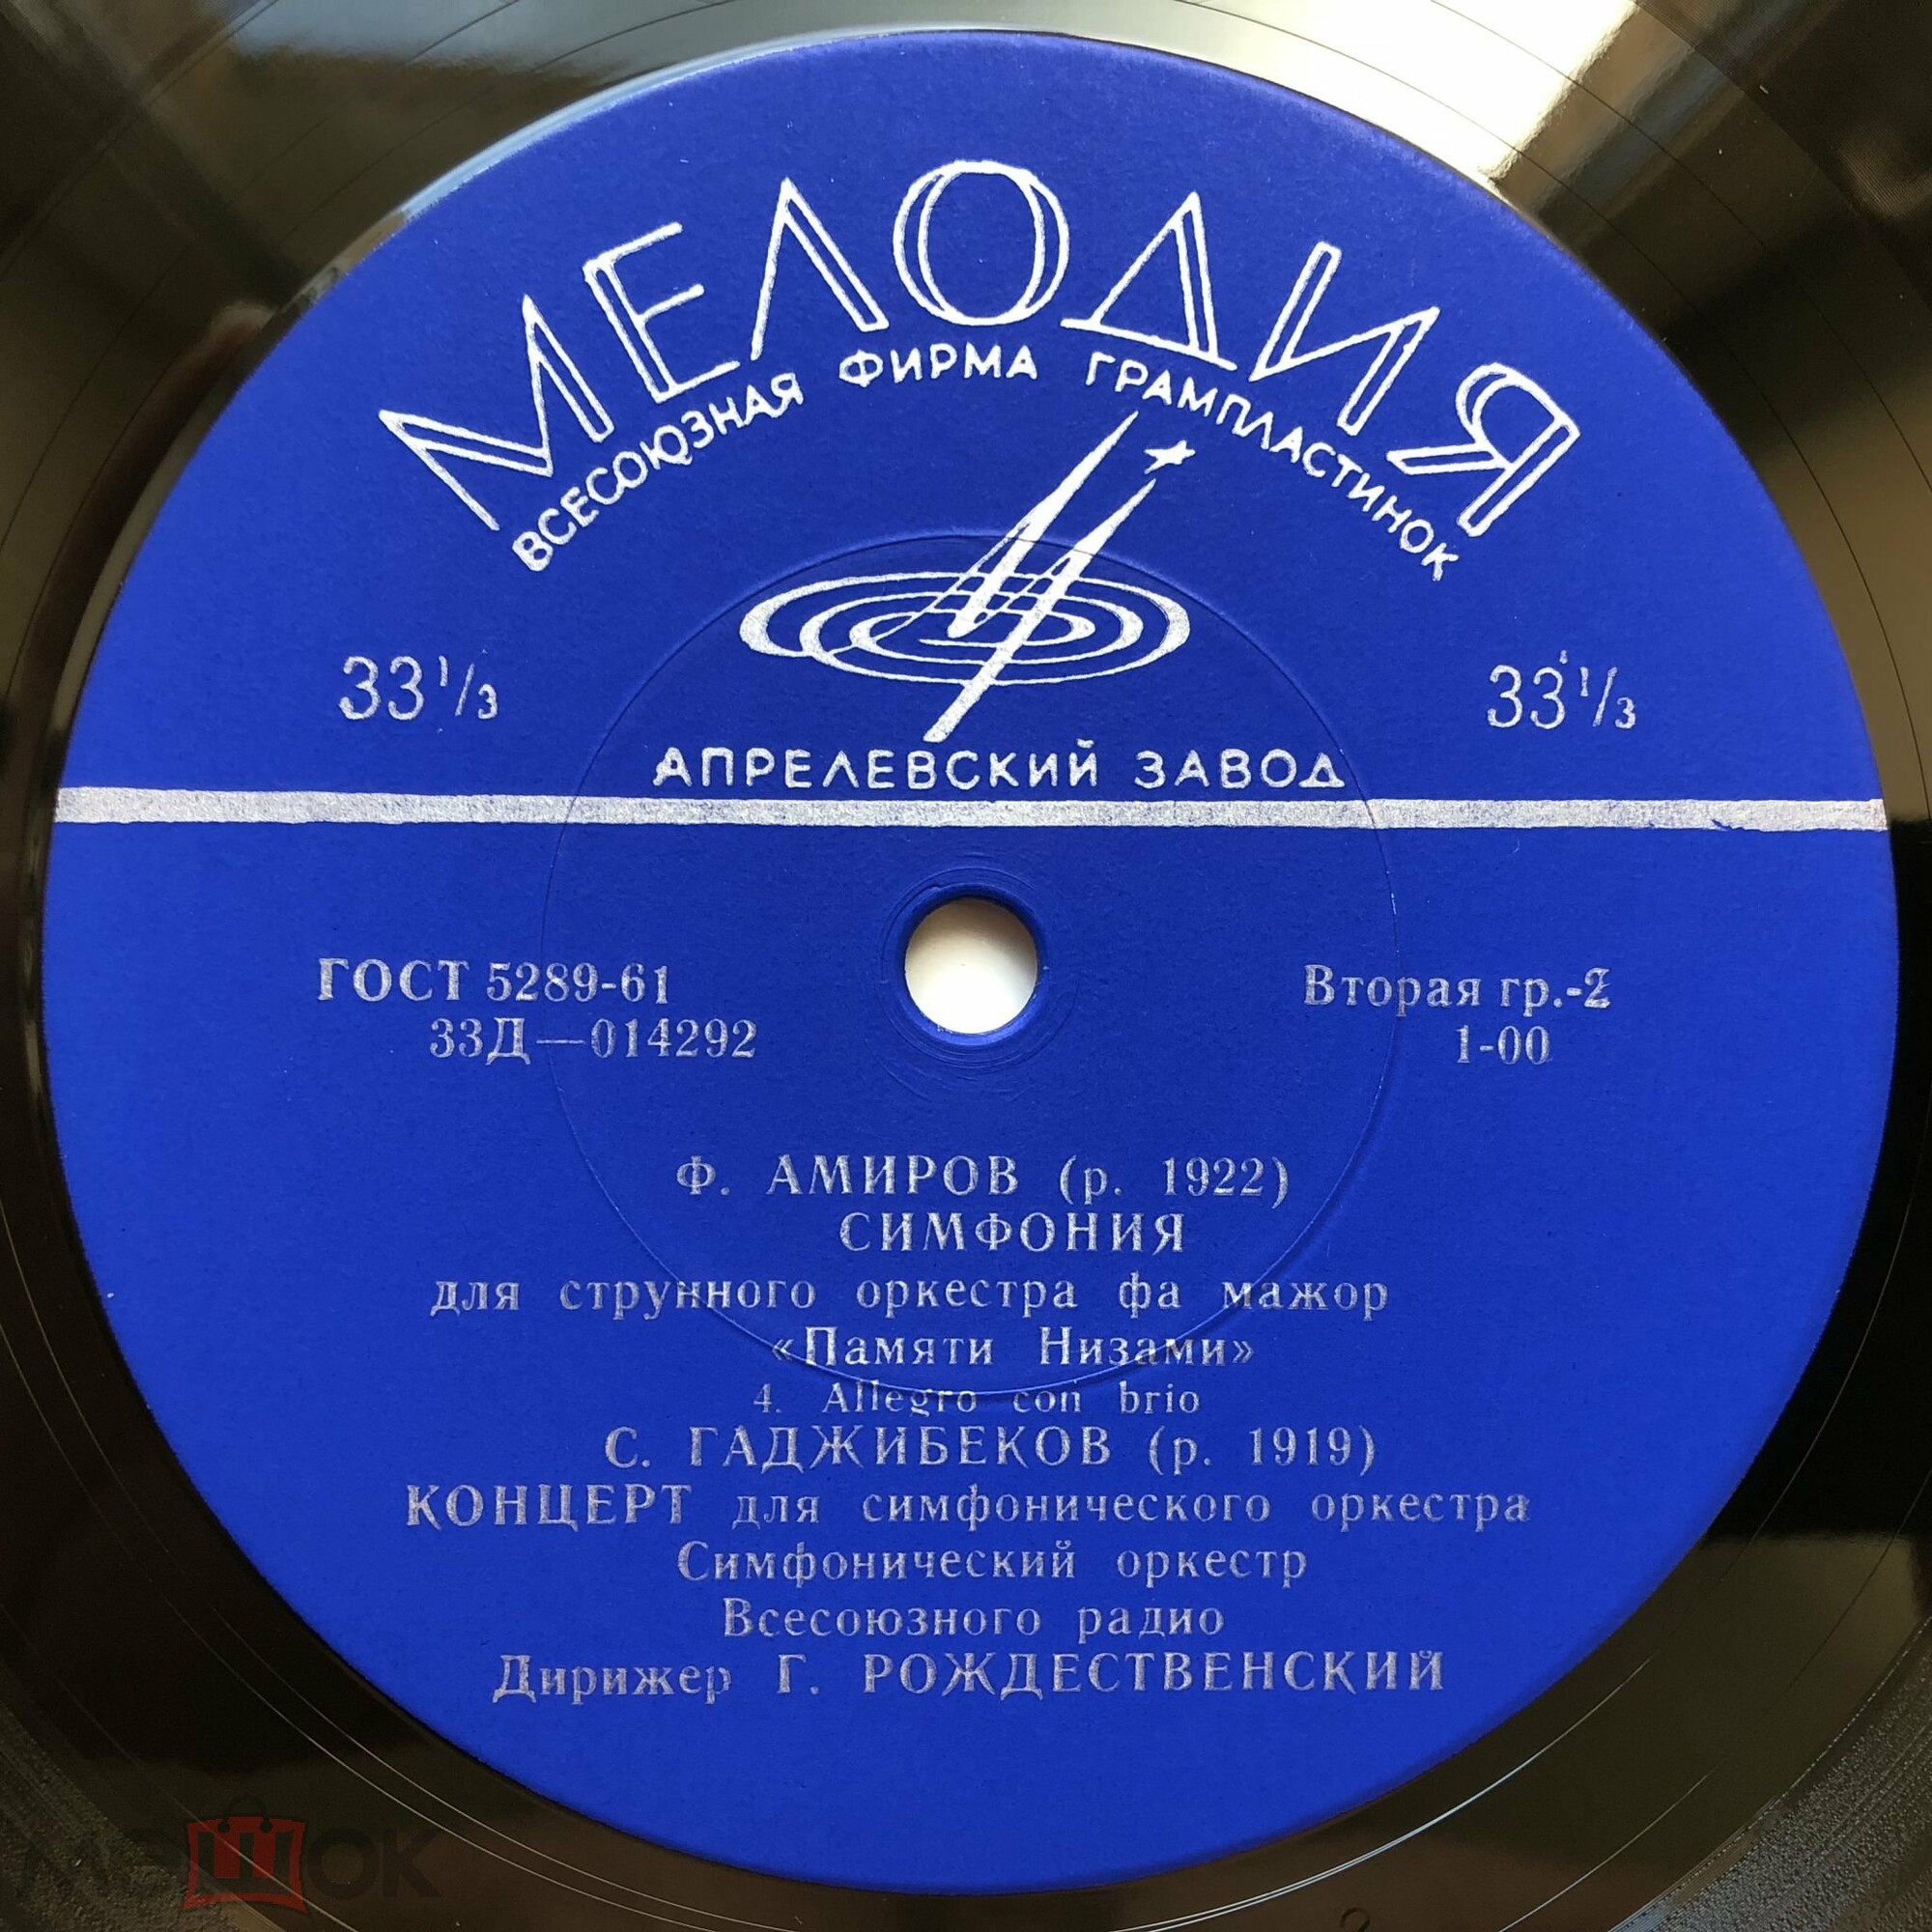 МЕЛОДИЯ
ВСЕСОЮЗНАЯ ФИРМА ГРАМПЛАСТИНОК
33 1/3
33 1/3
АПРЕЛЕВСКИЙ ЗАВОД
ГОСТ 5289-61
Вторая гр.-2
33Д—014292
1-00
Ф. АМИРОВ (р. 1922)
СИМФОНИЯ
для струнного оркестра фа мажор
«Памяти Низами»
4. Allegro con brio
С. ГАДЖИБЕКОВ (р. 1919)
КОНЦЕРТ для симфонического оркестра
Симфонический оркестр
Всесоюзного радио
Дирижер Г. РОЖДЕСТВЕНСКИЙ
мешок